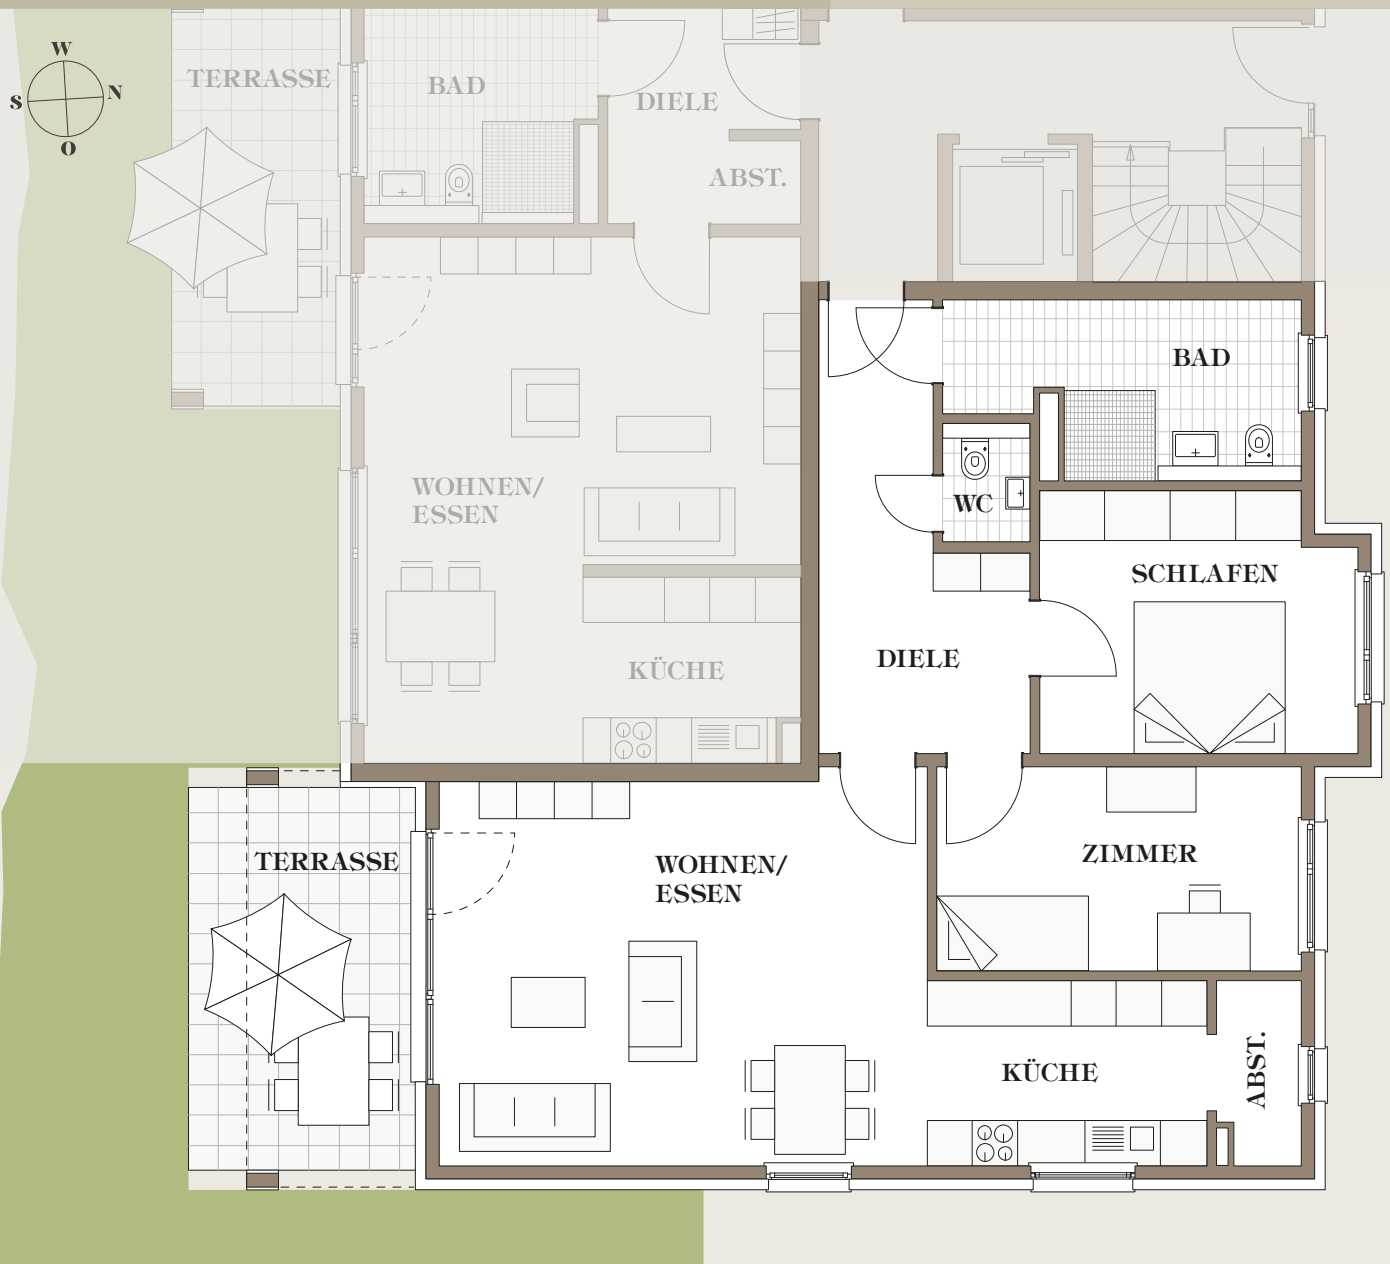 W
S
N
O
TERRASSE
BAD
DIELE
ABST.
WOHNEN/
ESSEN
KÜCHE
BAD
WC
SCHLAFEN
DIELE
TERRASSE
WOHNEN/
ESSEN
ZIMMER
KÜCHE
ABST.